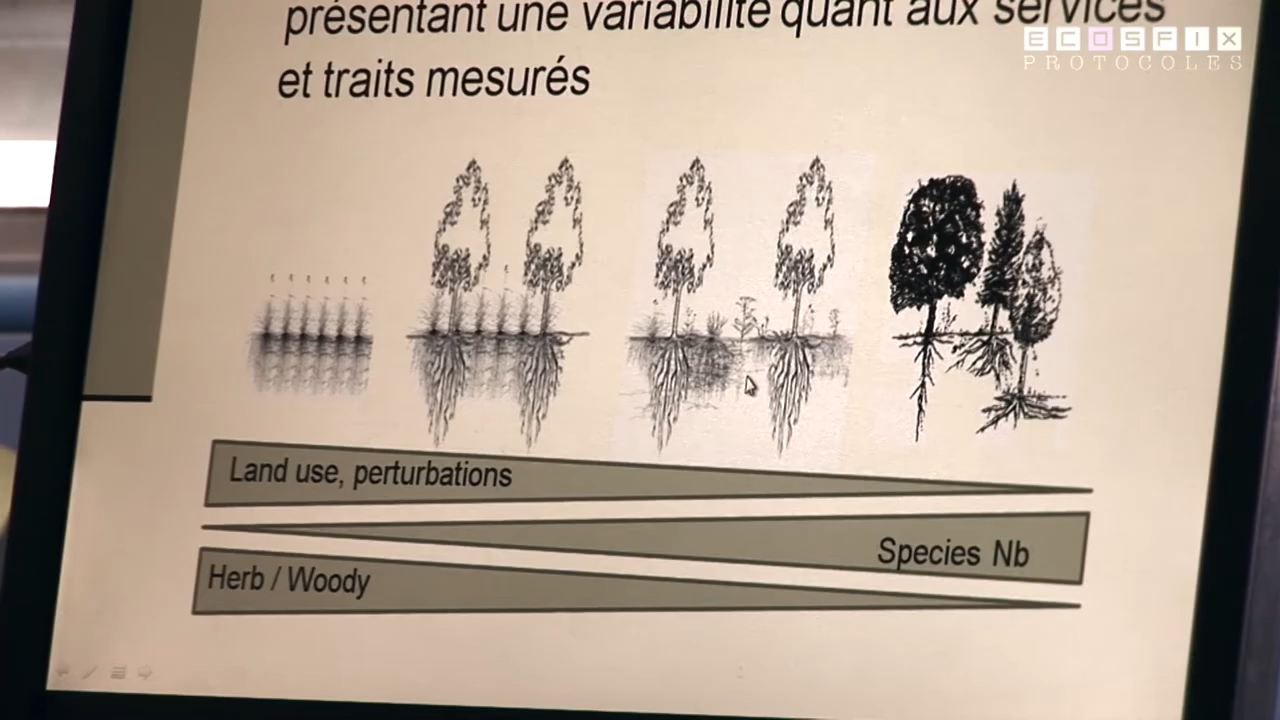 présentant une variabilité quant aux services
et traits mesurés
ECOSFIX
PROTOCOLES
Land use, perturbations
Species Nb
Herb / Woody